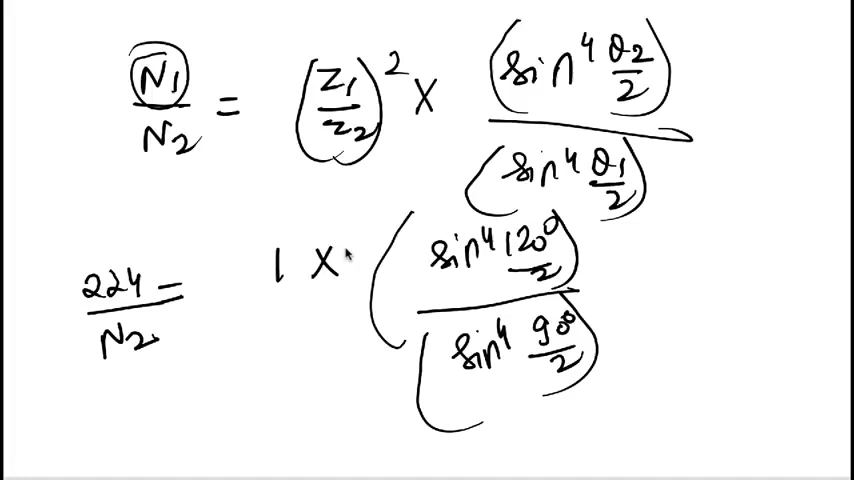 N1/N2 = (Z1/Z2)^2 × (sin^4 θ2/2)/(sin^4 θ1/2)
224/N2 = 1 × (sin^4 120°/2)/(sin^4 90°/2)